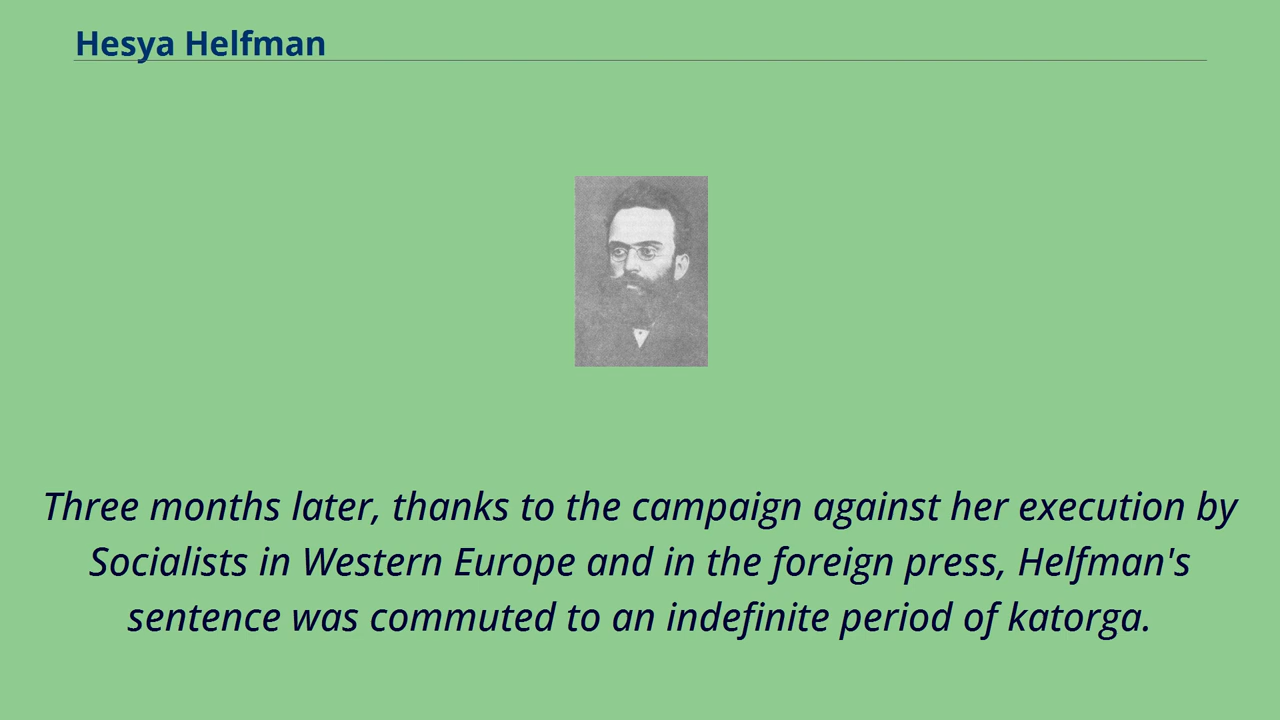 Hesya Helfman
Three months later, thanks to the campaign against her execution by
Socialists in Western Europe and in the foreign press, Helfman's
sentence was commuted to an indefinite period of katorga.